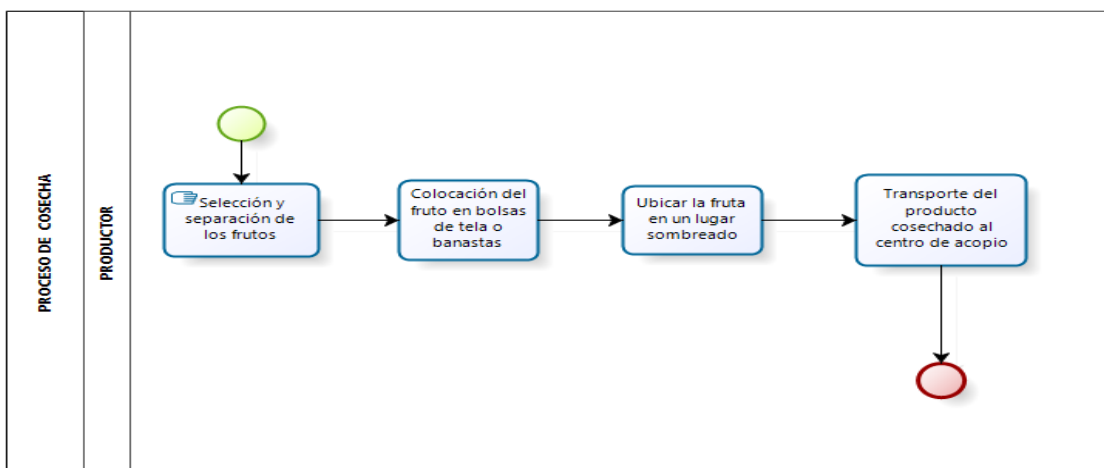 PROCESO DE COSECHA
PRODUCTOR
Selección y
separación de
los frutos
Colocación del
fruto en bolsas
de tela o
banastas
Ubicar la fruta
en un lugar
sombreado
Transporte del
producto
cosechado al
centro de acopio